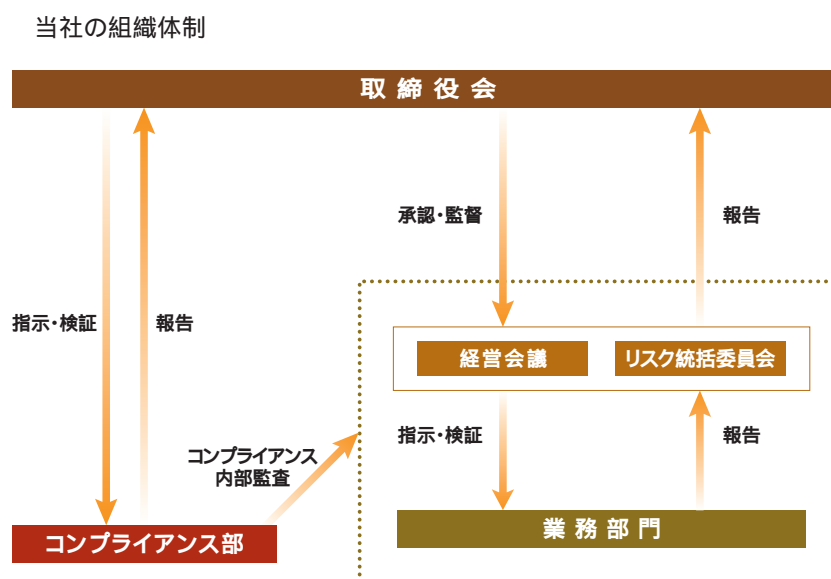 当社の組織体制
取締役会
承認・監督
報告
指示・検証
報告
経営会議
リスク統括委員会
指示・検証
報告
コンプライアンス
内部監査
業務部門
コンプライアンス部